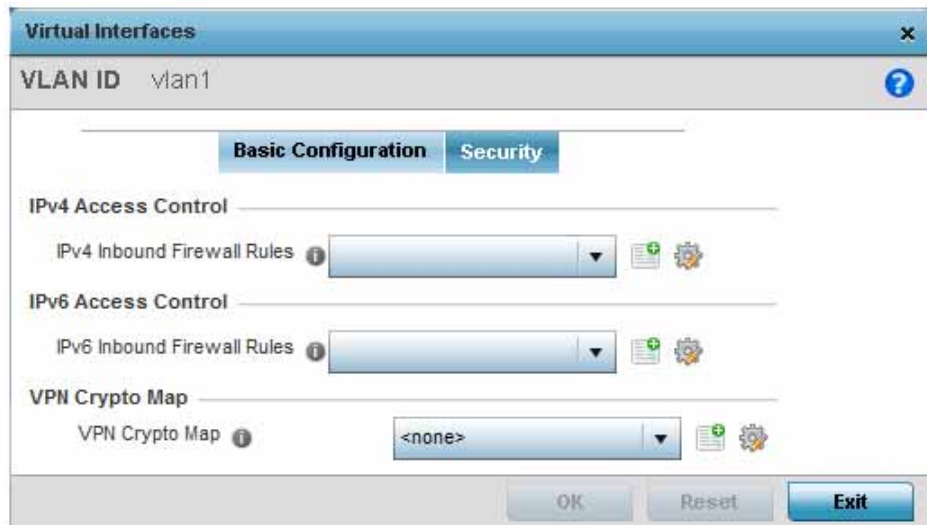 Virtual Interfaces
VLAN ID vlan1
Basic Configuration Security
IPv4 Access Control
IPv4 Inbound Firewall Rules
IPv6 Access Control
IPv6 Inbound Firewall Rules
VPN Crypto Map
VPN Crypto Map <none>
OK Reset Exit